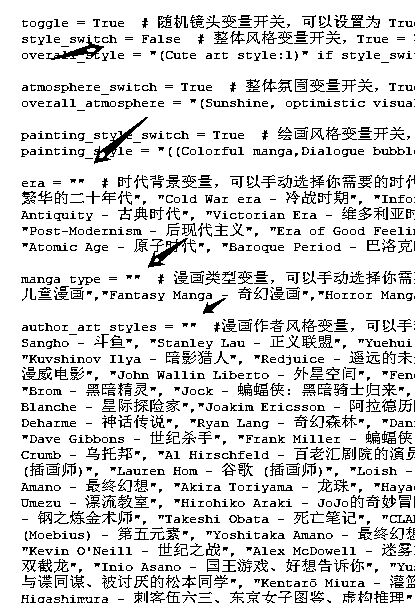 toggle = True  # 随机镜头变量开关，可以设置为 Tru
style_switch = False  # 整体风格变量开关，True =
overall_style = "(Cute art style:1)" if style_swit
atmosphere_switch = True  # 整体氛围变量开关，True
overall_atmosphere = "(Sunshine, optimistic visual
painting_style_switch = True  # 绘画风格变量开关，
painting_style = "((Colorful manga,Dialogue bubble
era = ""  # 时代背景变量，可以手动选择你需要的时代
繁华的二十年代", "Cold War era - 冷战时期", "Infor
Antiquity - 古典时代", "Victorian Era - 维多利亚时
"Post-Modernism - 后现代主义", "Era of Good Feelin
"Atomic Age - 原子时代", "Baroque Period - 巴洛克
manga_type = ""  # 漫画类型变量，可以手动选择你需
儿童漫画","Fantasy Manga - 奇幻漫画","Horror Manga
author_art_styles = ""  #漫画作者风格变量，可以手动
Sangho - 斗鱼", "Stanley Lau - 正义联盟", "Yuehui
"Kuvshinov Ilya - 暗影猎人", "Redjuice - 遥远的未
漫威电影", "John Wallin Liberto - 外星空间", "Feng
"Brom - 黑暗精灵", "Jock - 蝙蝠侠：黑暗骑士归来",
Blanche - 星际探险家","Joakim Ericsson - 阿拉德历
Deharme - 神话传说", "Ryan Lang - 奇幻森林", "Dan
"Dave Gibbons - 世纪杀手", "Frank Miller - 蝙蝠侠
Crumb - 乌托邦", "Al Hirschfeld - 百老汇剧院的演员
(插画师)", "Lauren Hom - 谷歌 (插画师)", "Loish -
Amano - 最终幻想", "Akira Toriyama - 龙珠", "Hayao
Umezu - 漂流教室", "Hirohiko Araki - JoJo的奇妙冒
- 钢之炼金术师", "Takeshi Obata - 死亡笔记", "CLAM
(Moebius) - 第五元素", "Yoshitaka Amano - 最终幻想
"Kevin O'Neill - 世纪之战", "Alex McDowell - 迷雾
双截龙", "Inio Asano - 国王游戏、好想告诉你", "Yus
与谍同谋、被讨厌的松本同学", "Kentarō Miura - 灌篮
Higashimura - 刺客伍六三、东京女子图鉴、虚构推理"